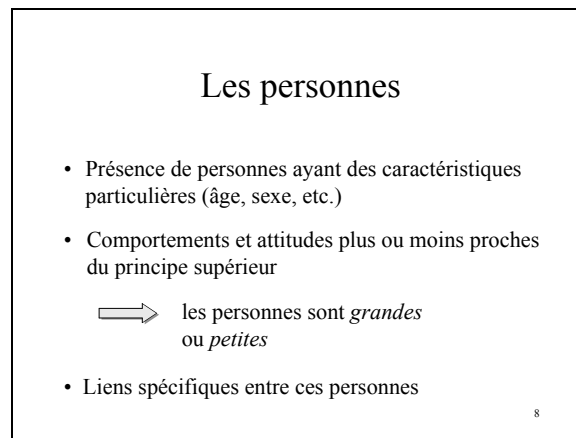 Les personnes
• Présence de personnes ayant des caractéristiques
particulières (âge, sexe, etc.)
• Comportements et attitudes plus ou moins proches
du principe supérieur
les personnes sont grandes
ou petites
• Liens spécifiques entre ces personnes
8